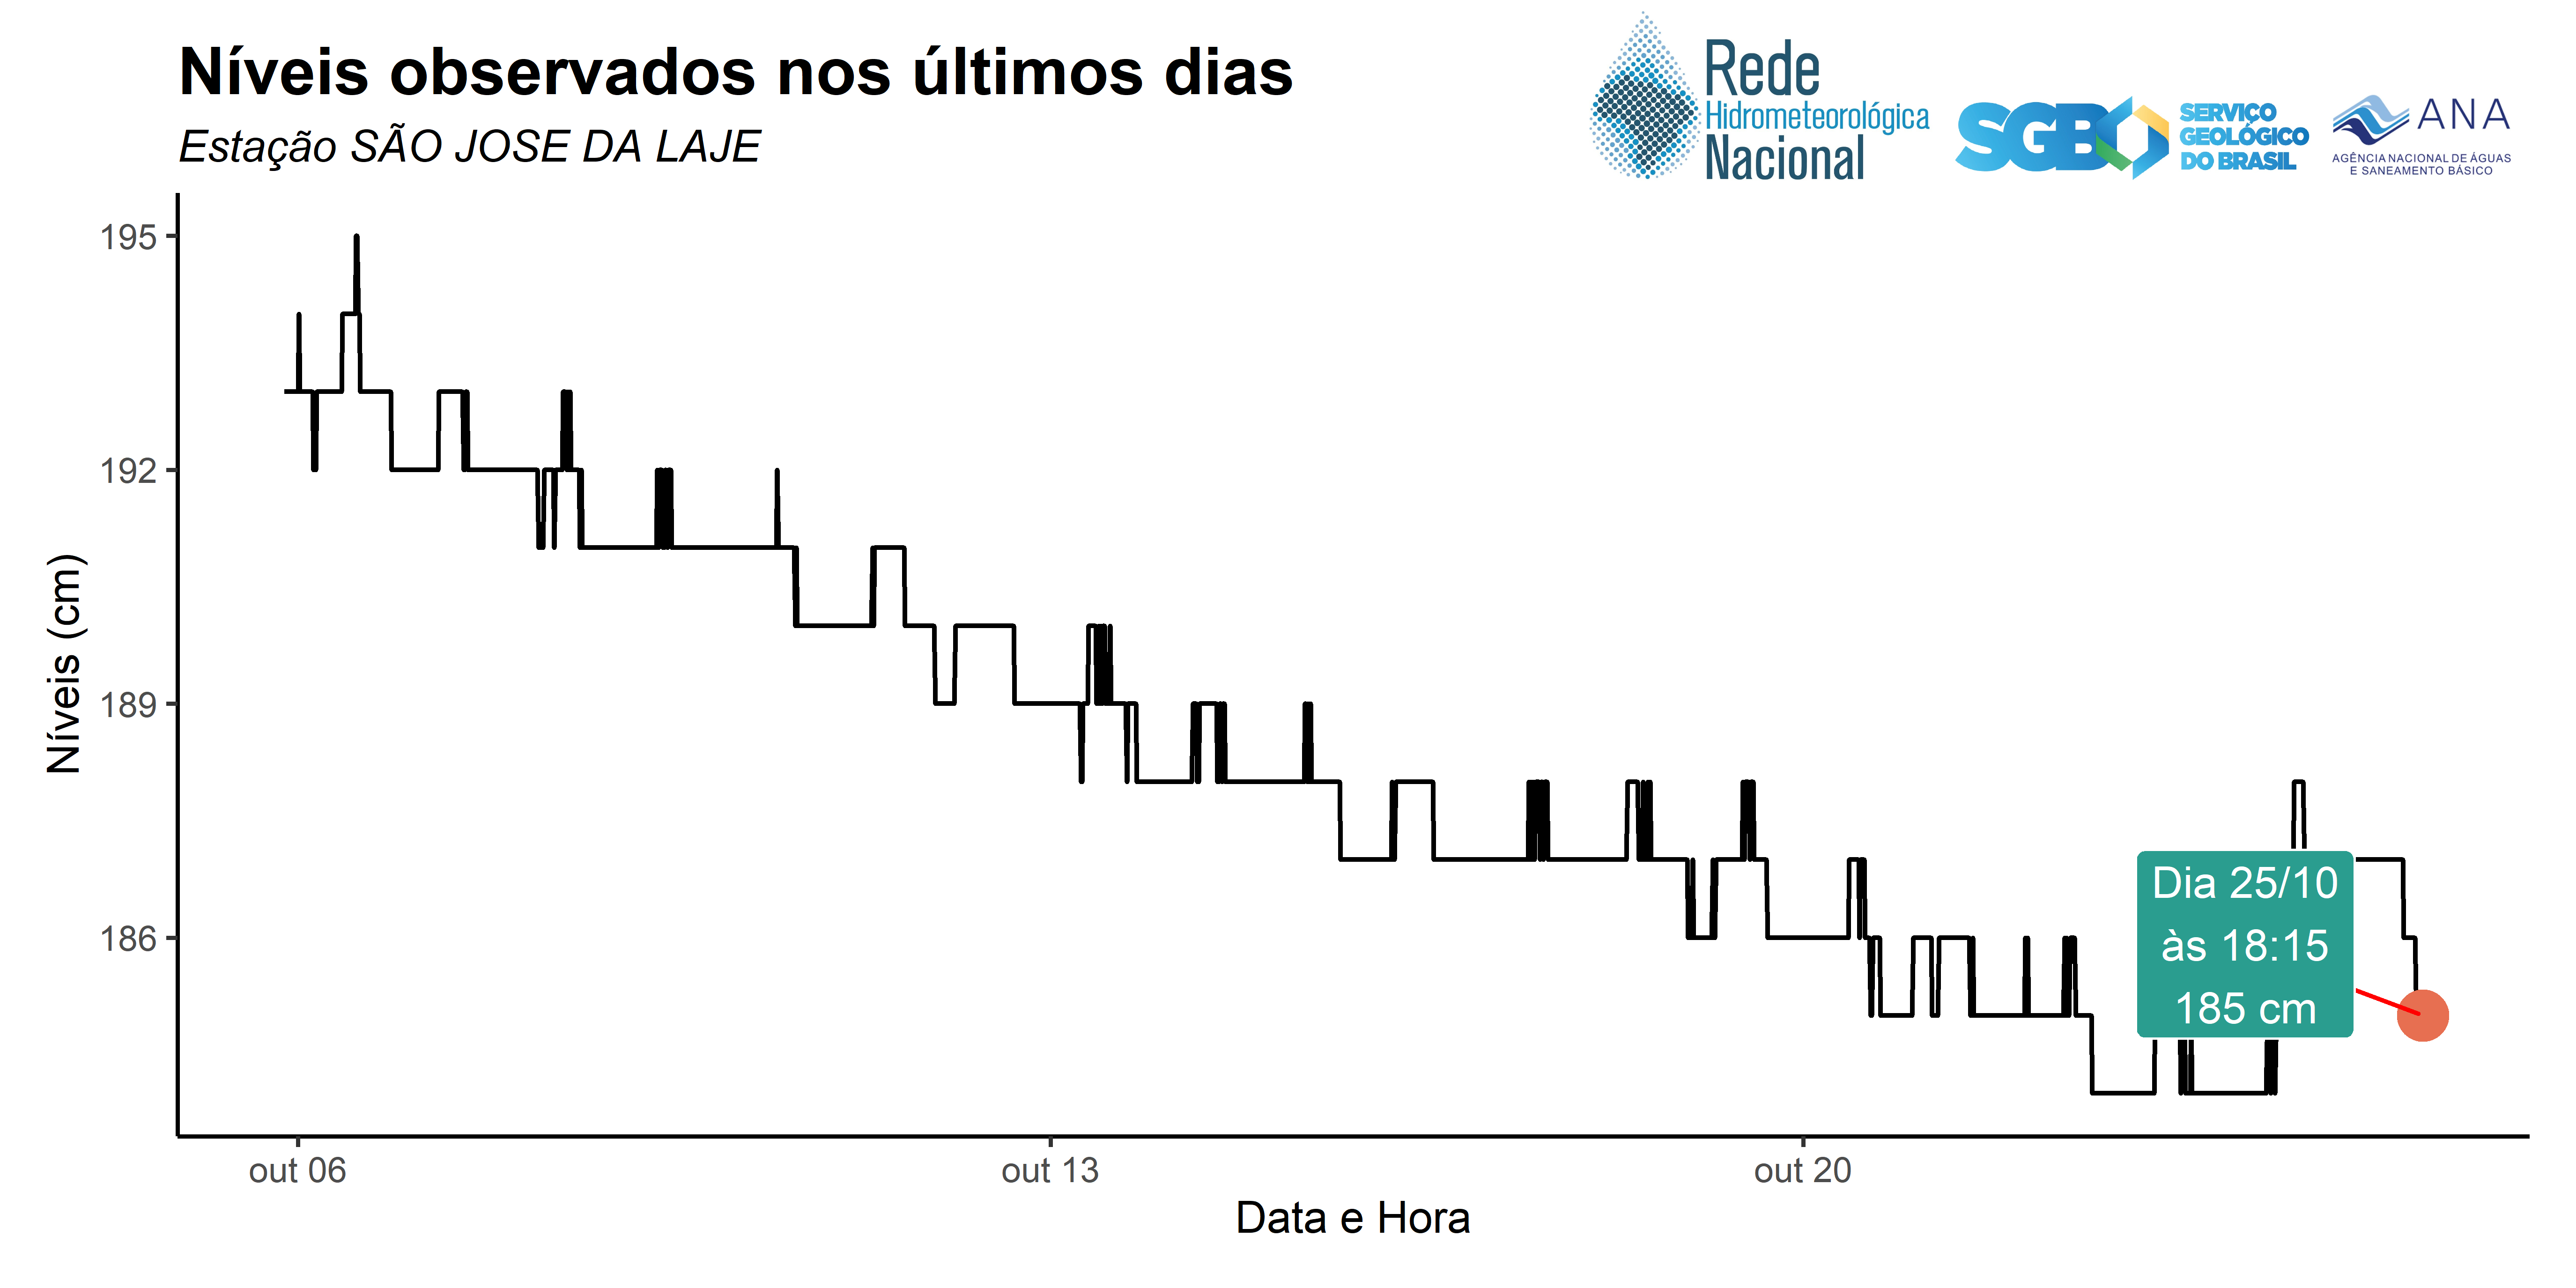 Níveis observados nos últimos dias
Estação SÃO JOSE DA LAJE
Rede
Hidrometeorológica
Nacional
SGB
SERVIÇO
GEOLÓGICO
DO BRASIL
ANA
AGÊNCIA NACIONAL DE ÁGUAS
E SANEAMENTO BÁSICO
Níveis (cm)
195
192
189
186
Dia 25/10
às 18:15
185 cm
out 06
out 13
out 20
Data e Hora